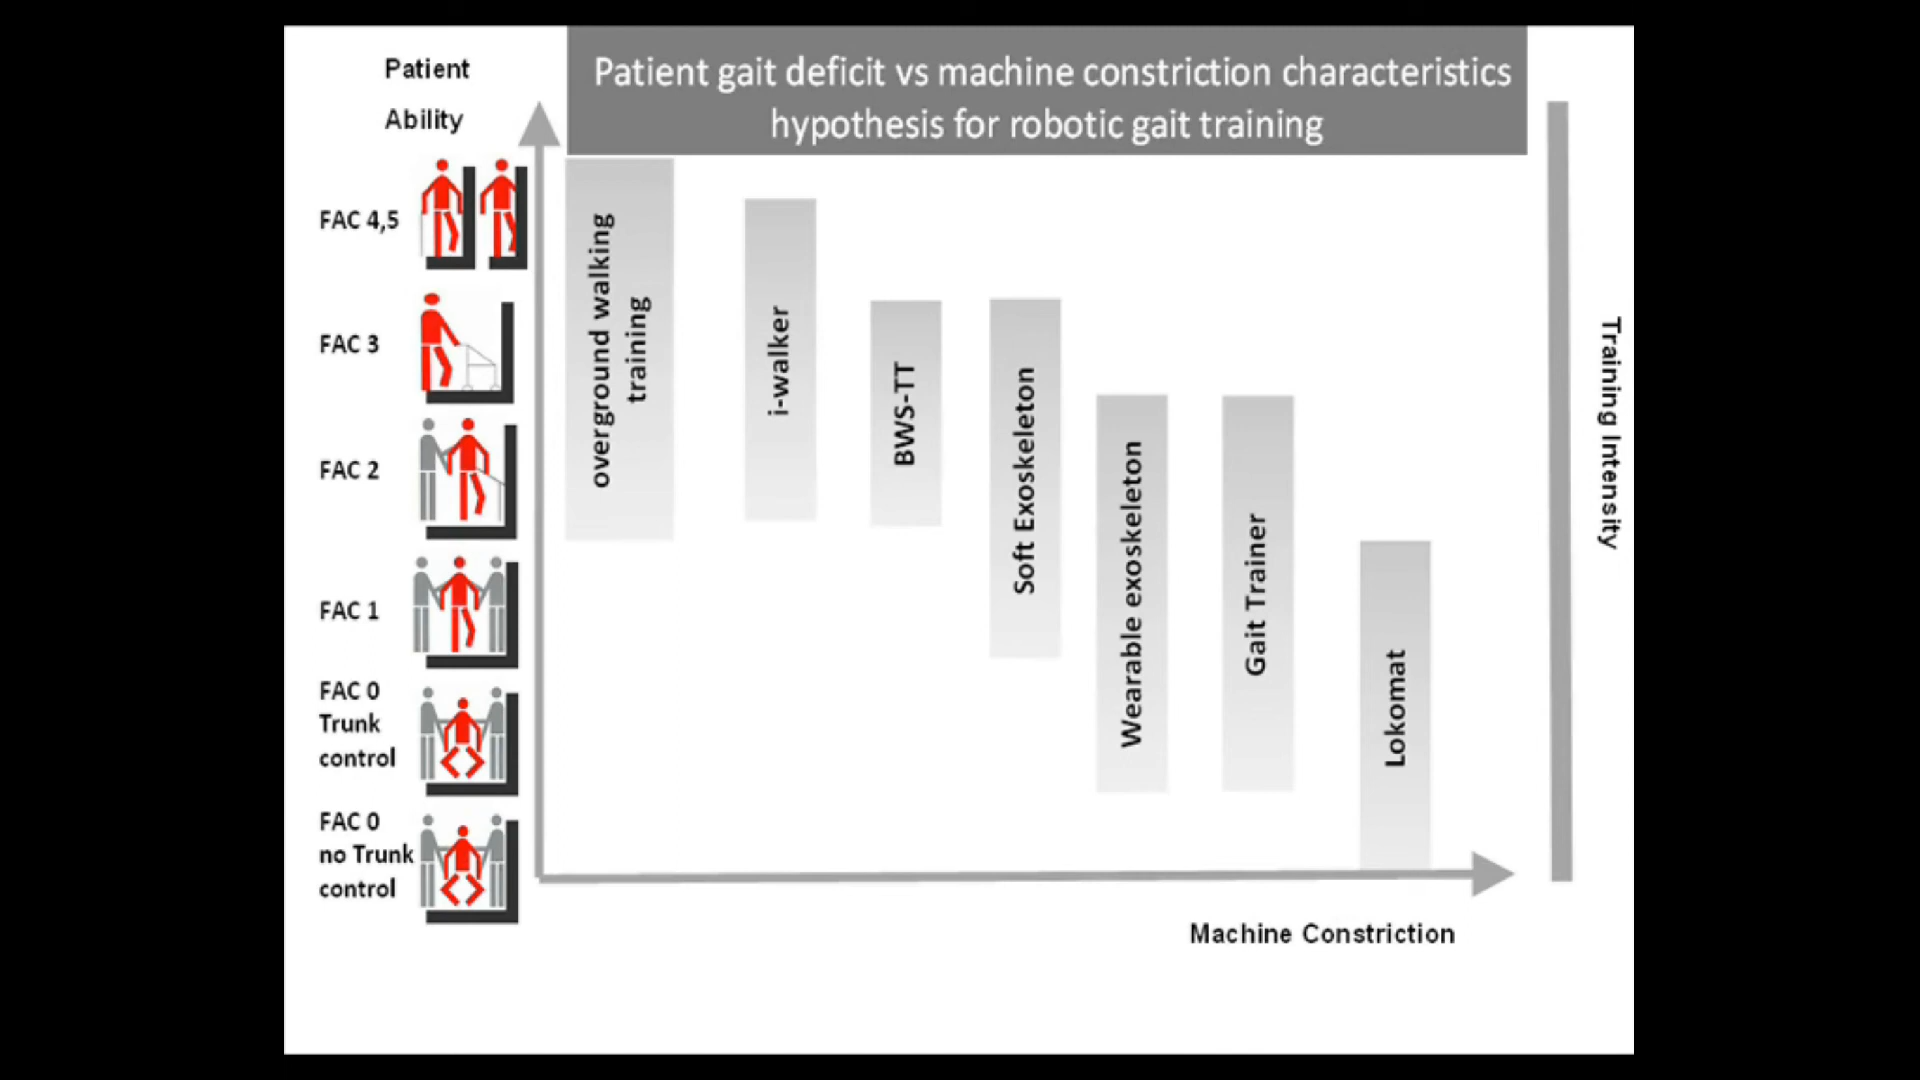 Patient
Ability
Patient gait deficit vs machine constriction characteristics
hypothesis for robotic gait training
FAC 4,5
FAC 3
FAC 2
FAC 1
FAC 0
Trunk
control
FAC 0
no Trunk
control
overground walking
training
i-walker
BWS-TT
Soft Exoskeleton
Wearable exoskeleton
Gait Trainer
Lokomat
Training Intensity
Machine Constriction